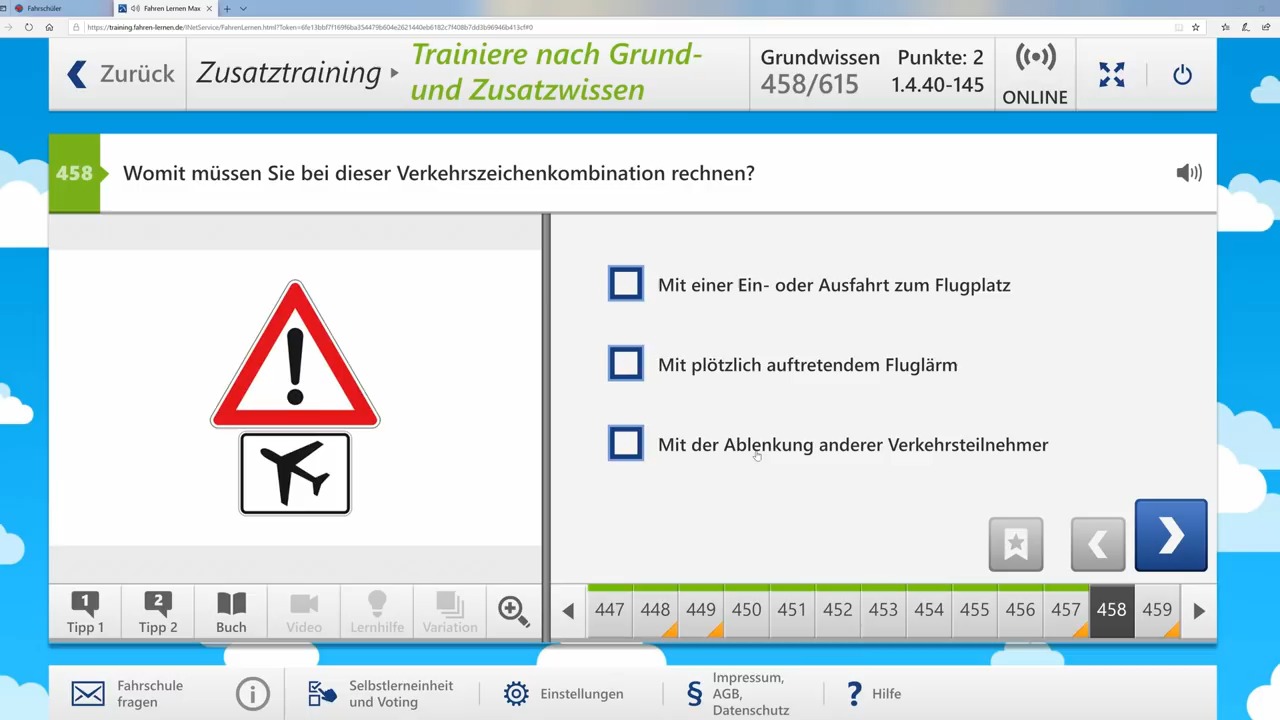 Fahrschüler
Fahren Lernen Max
Zurück
Zusatztraining
Trainiere nach Grund-
und Zusatzwissen
Grundwissen
458/615
Punkte: 2
1.4.40-145
ONLINE
458
Womit müssen Sie bei dieser Verkehrszeichenkombination rechnen?
Mit einer Ein- oder Ausfahrt zum Flugplatz
Mit plötzlich auftretendem Fluglärm
Mit der Ablenkung anderer Verkehrsteilnehmer
1
Tipp 1
2
Tipp 2
Buch
Video
Lernhilfe
Variation
447 448 449 450 451 452 453 454 455 456 457 458 459
Fahrschule
fragen
Selbstlerneinheit
und Voting
Einstellungen
§
Impressum,
AGB,
Datenschutz
?
Hilfe